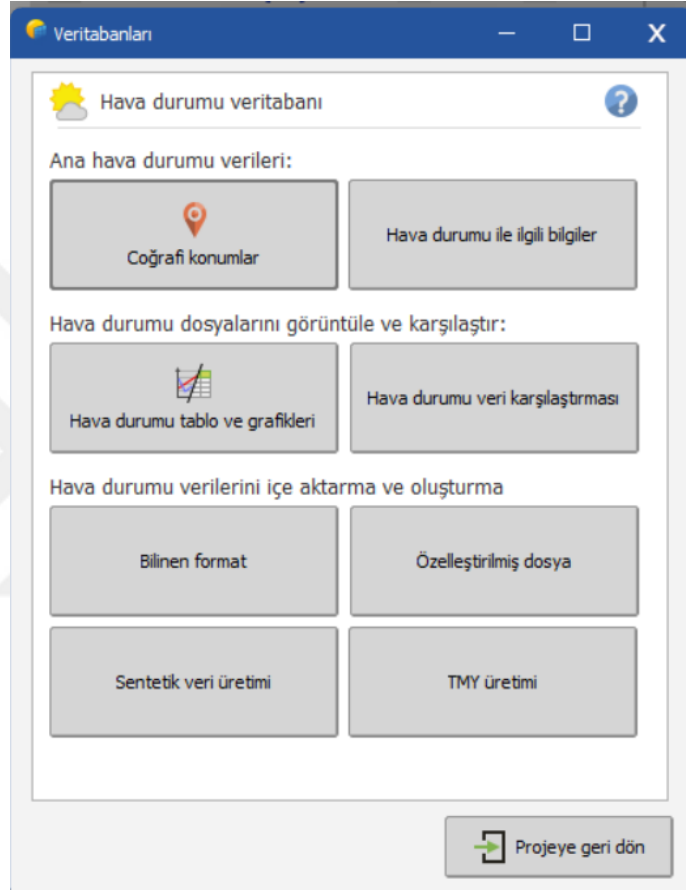 Veritabanları
Hava durumu veritabanı
Ana hava durumu verileri:
Coğrafi konumlar
Hava durumu ile ilgili bilgiler
Hava durumu dosyalarını görüntüle ve karşılaştır:
Hava durumu tablo ve grafikleri
Hava durumu veri karşılaştırması
Hava durumu verilerini içe aktarma ve oluşturma
Bilinen format
Özelleştirilmiş dosya
Sentetik veri üretimi
TMY üretimi
Projeye geri dön